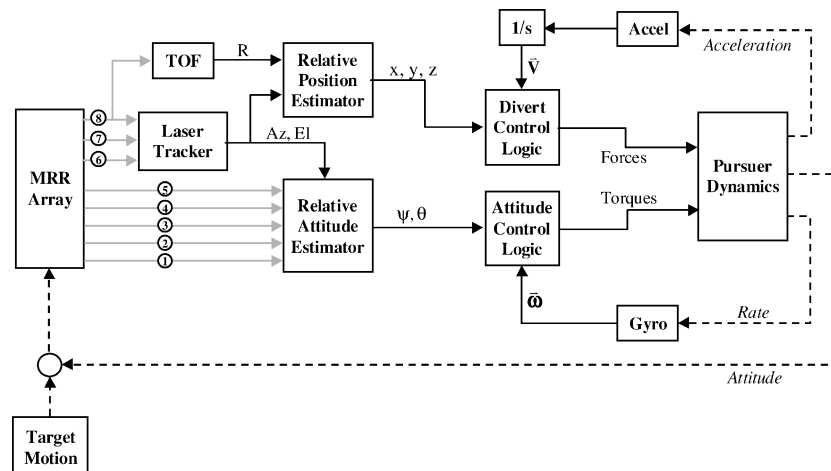 1/s
Accel
Acceleration
TOF
R
Relative
Position
Estimator
x, y, z
V̄
Divert
Control
Logic
Forces
8
7
6
Laser
Tracker
Az, El
MRR
Array
5
4
3
2
1
Relative
Attitude
Estimator
ψ, θ
Attitude
Control
Logic
Torques
Pursuer
Dynamics
ω̄
Gyro
Rate
Attitude
Target
Motion